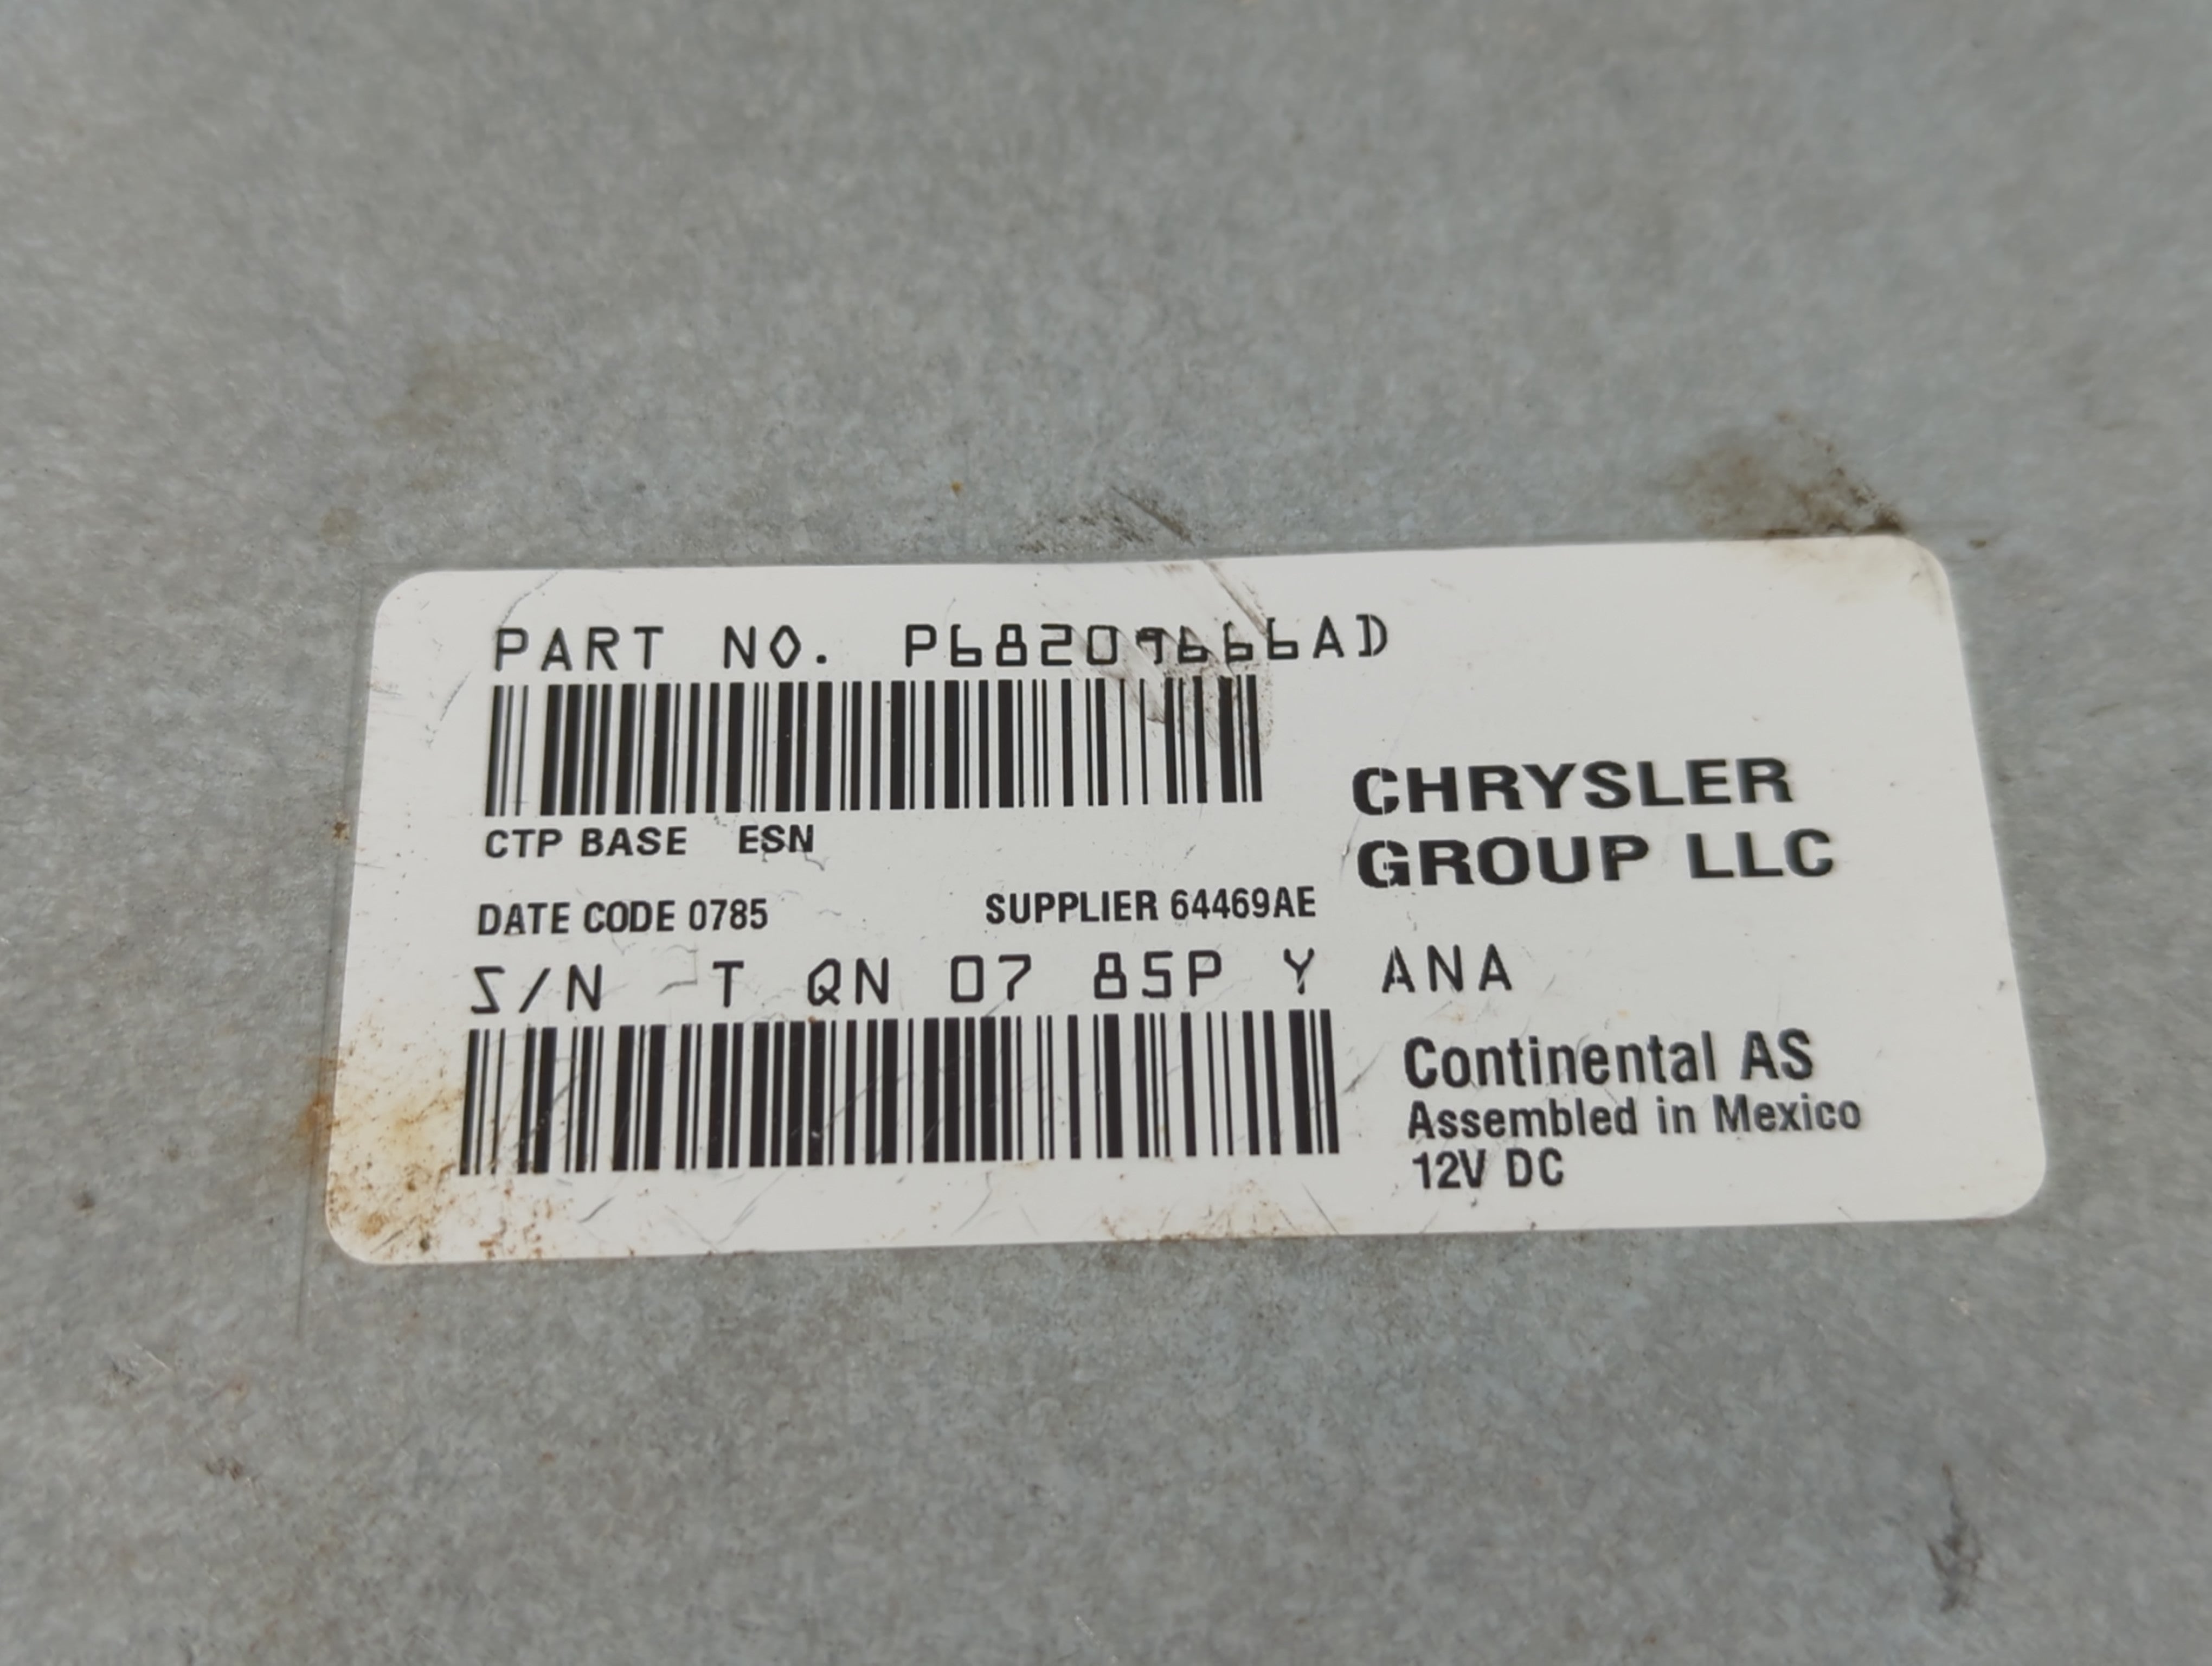 PART NO. P68209666AD
CTP BASE ESN
CHRYSLER
GROUP LLC
DATE CODE 0785 SUPPLIER 64469AE
S/N T QN 07 85P Y ANA
Continental AS
Assembled in Mexico
12V DC